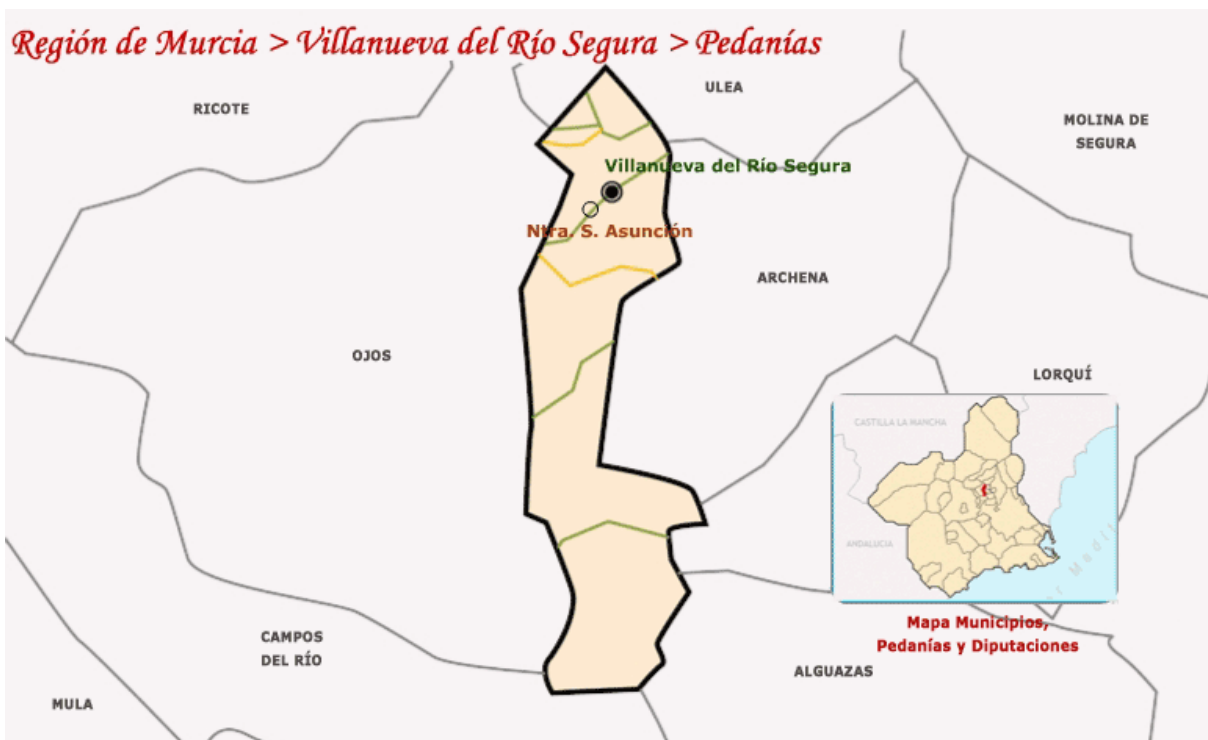 Región de Murcia > Villanueva del Río Segura > Pedanías
ULEA
RICOTE
MOLINA DE
SEGURA
Villanueva del Río Segura
Ntra. S. Asunción
ARCHENA
OJOS
LORQUÍ
CASTILLA LA MANCHA
ANDALUCIA
Mapa Municipios,
Pedanías y Diputaciones
CAMPOS
DEL RÍO
ALGUAZAS
MULA